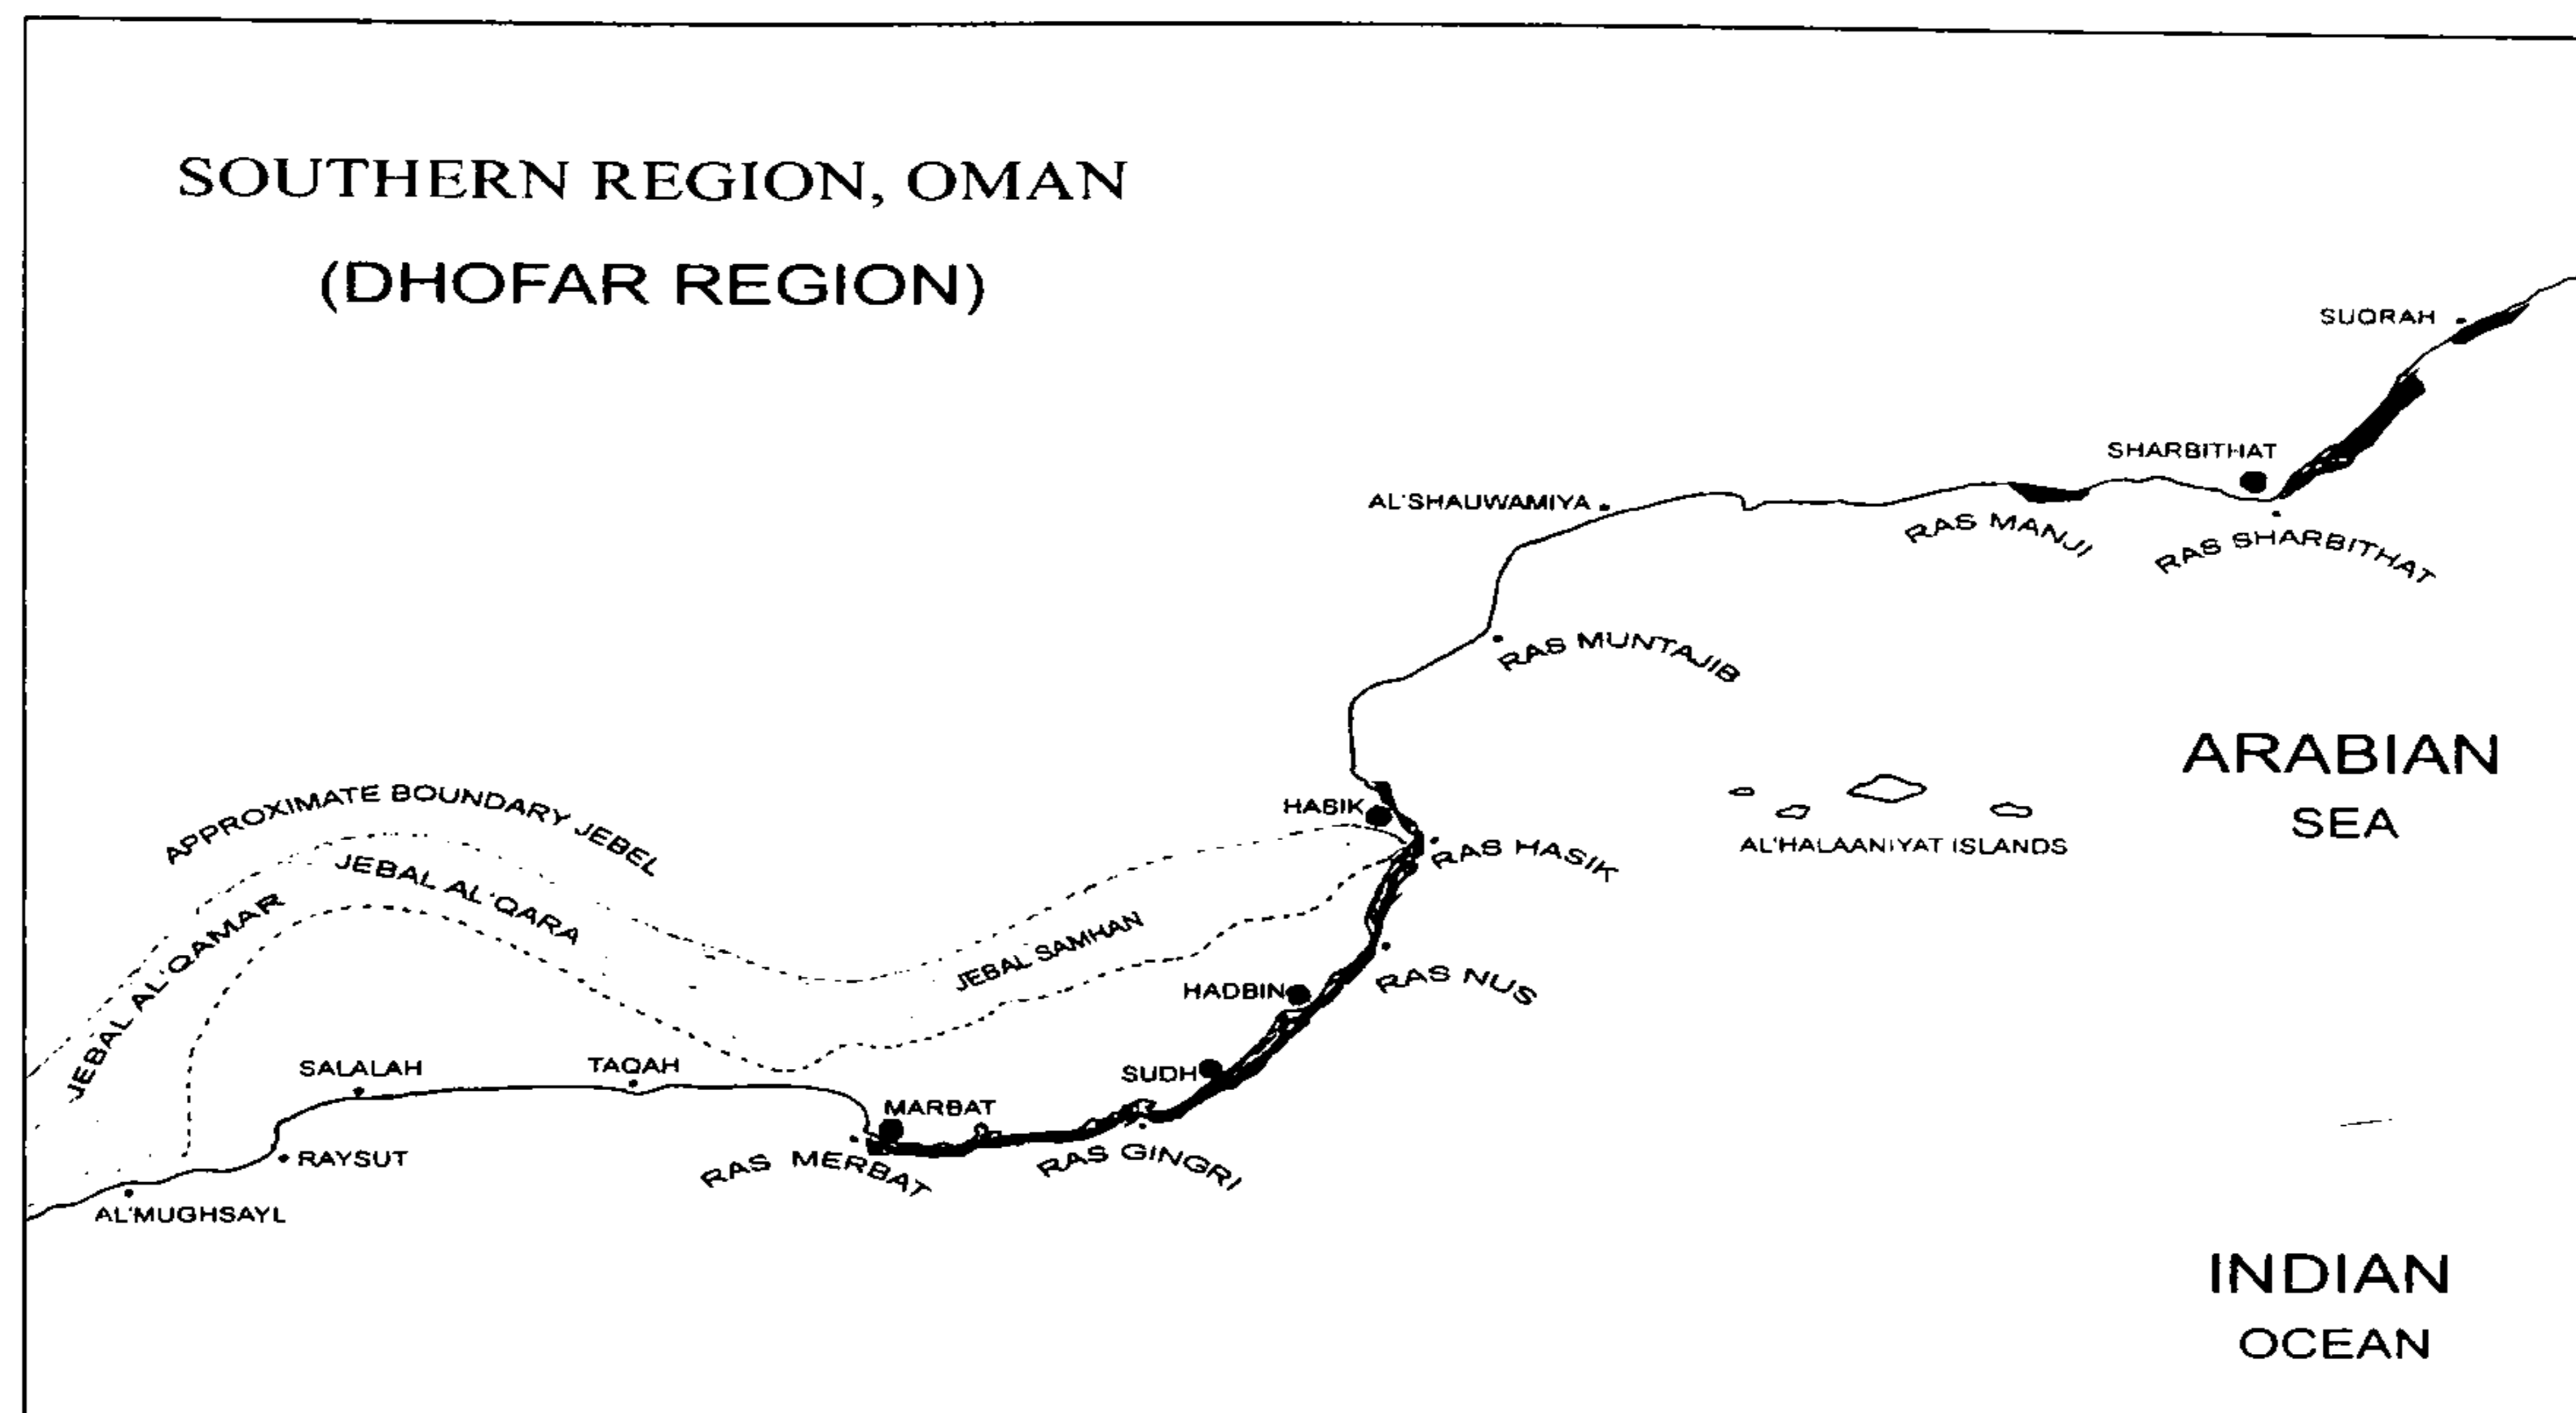 SOUTHERN REGION, OMAN
(DHOFAR REGION)
SUQRAH
SHARBITHAT
AL'SHAUWAMIYA
RAS MANJI
RAS SHARBITHAT
RAS MUNTAJIB
ARABIAN
SEA
HASIK
RAS HASIK
AL'HALAANIYAT ISLANDS
APPROXIMATE BOUNDARY JEBEL
JEBAL AL'QARA
JEBAL AL'QAMAR
JEBAL SAMHAN
RAS NUS
HADBIN
SALALAH
TAQAH
SUDH
MARBAT
RAYSUT
RAS MERBAT
RAS GINGRI
AL'MUGHSAYL
INDIAN
OCEAN